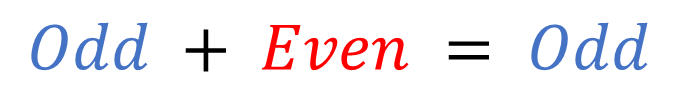 Odd + Even = Odd